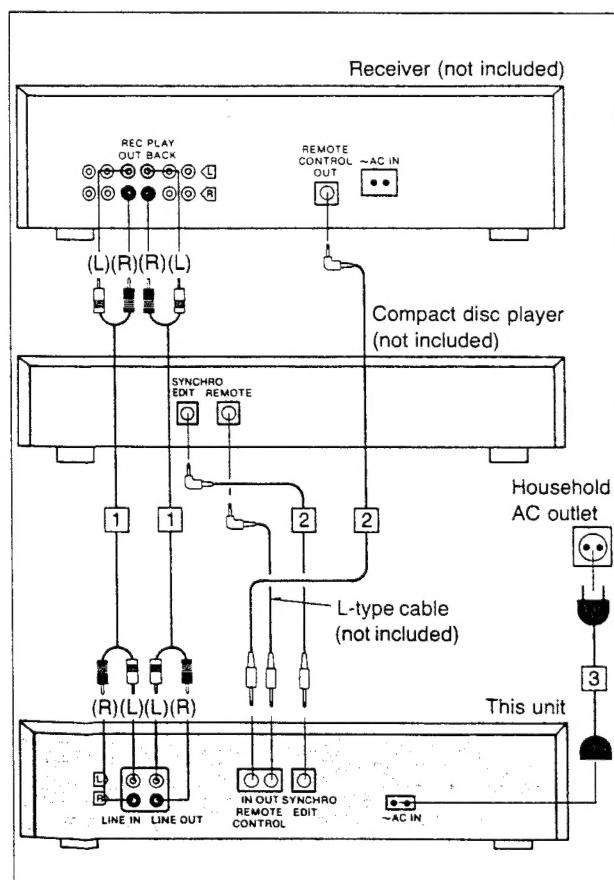 Receiver (not included)
REC PLAY
OUT BACK
L
R
REMOTE
CONTROL
OUT
~AC IN
(L)(R)(R)(L)
Compact disc player
(not included)
SYNCHRO
EDIT
REMOTE
Household
AC outlet
1
1
2
2
L-type cable
(not included)
3
(R)(L)(L)(R)
This unit
L
R
LINE IN LINE OUT
IN OUT
REMOTE
CONTROL
SYNCHRO
EDIT
~AC IN